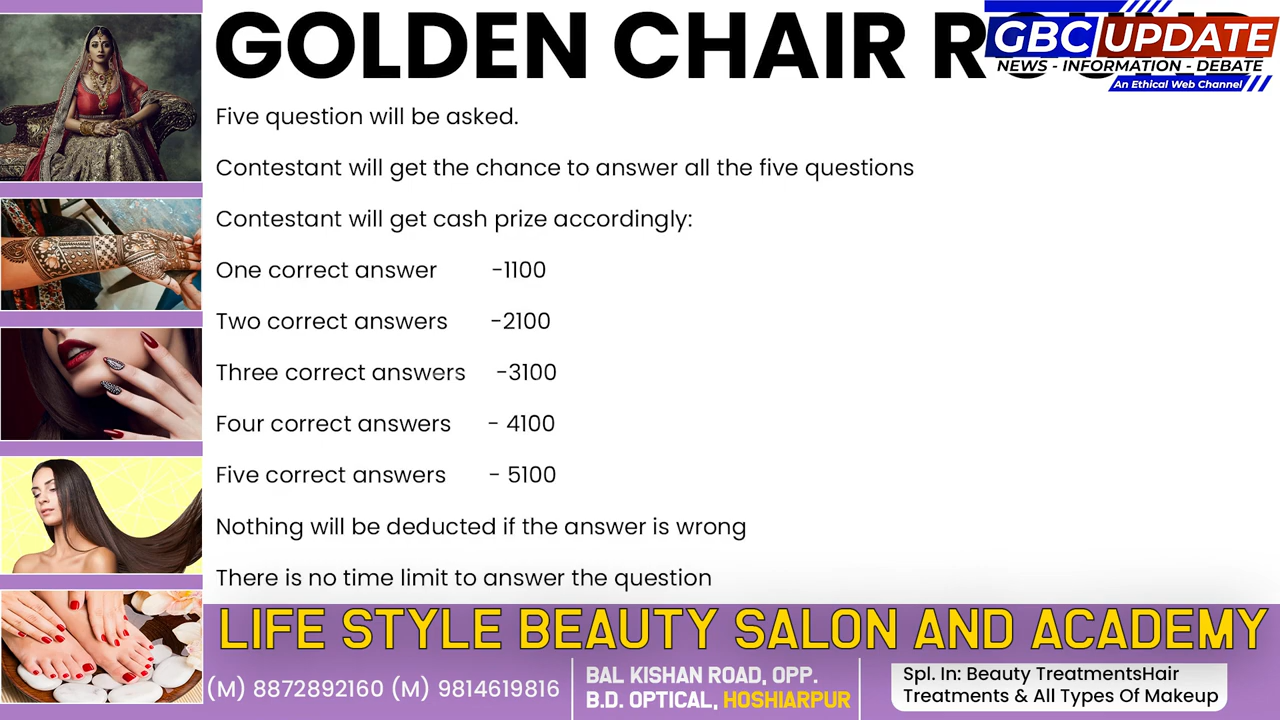 GOLDEN CHAIR
GBC UPDATE
NEWS - INFORMATION - DEBATE
An Ethical Web Channel
Five question will be asked.
Contestant will get the chance to answer all the five questions
Contestant will get cash prize accordingly:
One correct answer -1100
Two correct answers -2100
Three correct answers -3100
Four correct answers - 4100
Five correct answers - 5100
Nothing will be deducted if the answer is wrong
There is no time limit to answer the question
LIFE STYLE BEAUTY SALON AND ACADEMY
(M) 8872892160 (M) 9814619816
BAL KISHAN ROAD, OPP.
B.D. OPTICAL, HOSHIARPUR
Spl. In: Beauty TreatmentsHair
Treatments & All Types Of Makeup